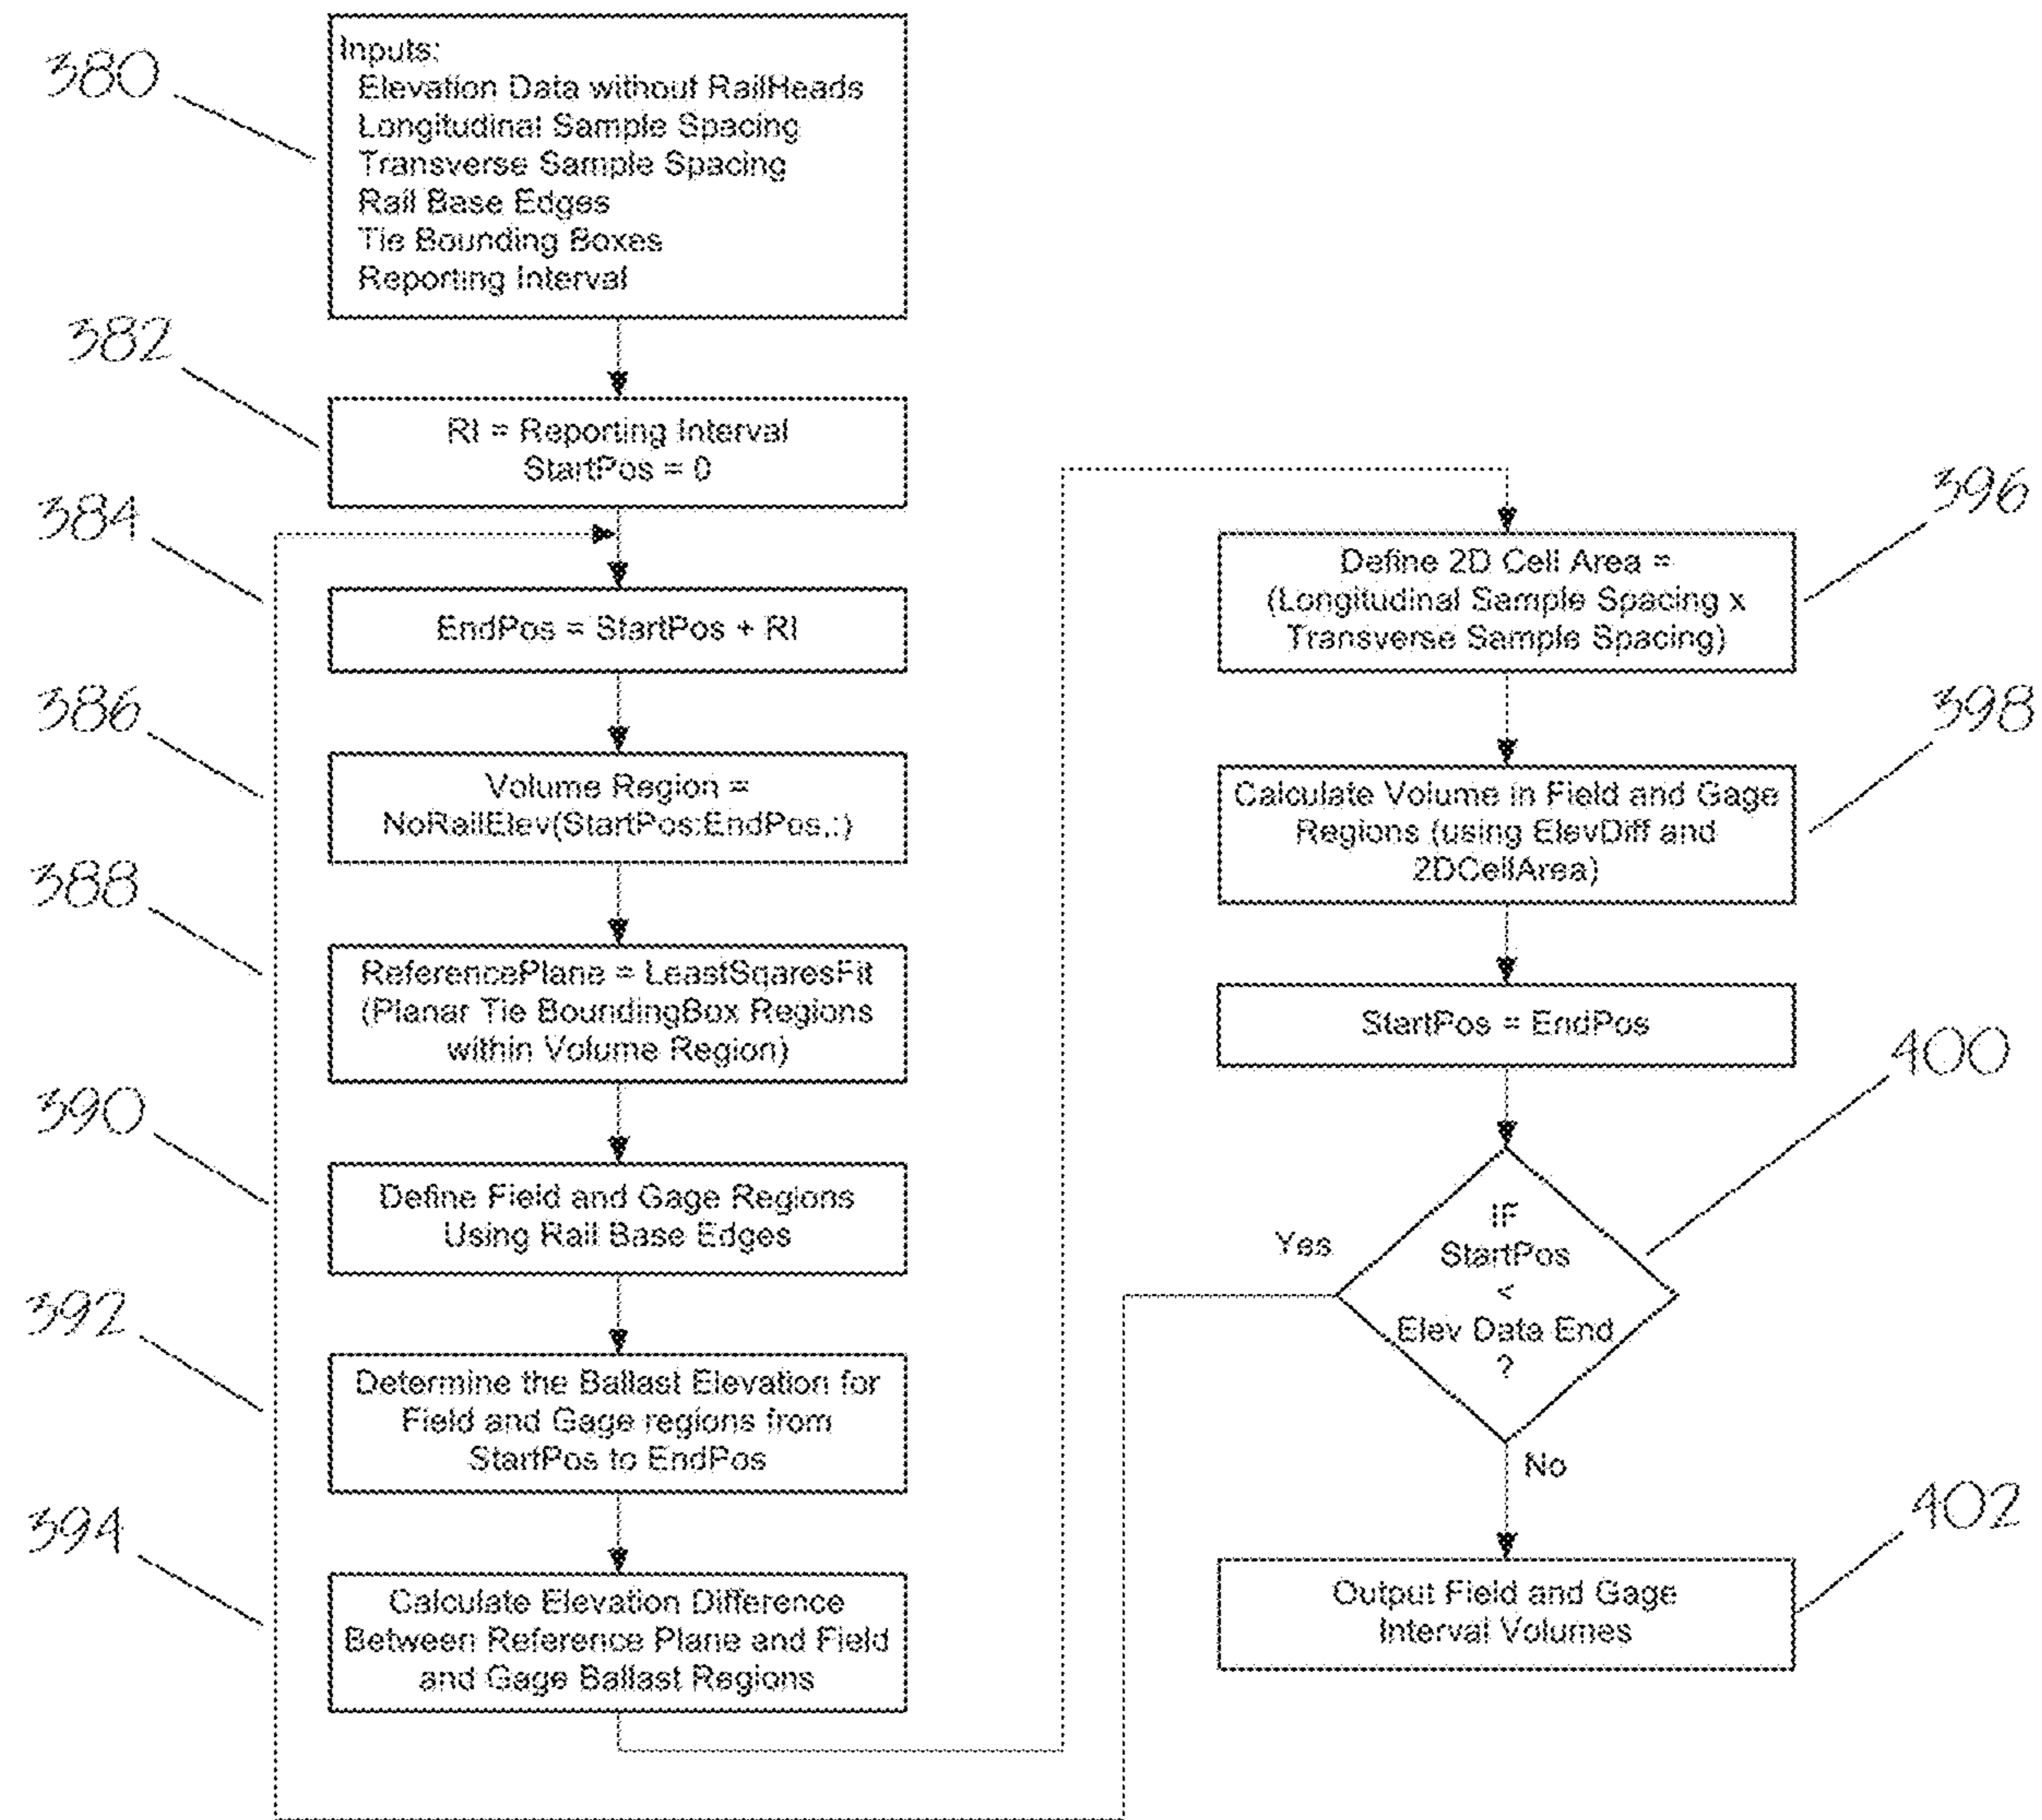 380
Inputs:
Elevation Data without RailHeads
Longitudinal Sample Spacing
Transverse Sample Spacing
Rail Base Edges
Tie Bounding Boxes
Reporting Interval
382
RI = Reporting Interval
StartPos = 0
384
EndPos = StartPos + RI
386
Volume Region =
NoRailElev(StartPos:EndPos,:)
388
ReferencePlane = LeastSqaresFit
(Planar Tie BoundingBox Regions
within Volume Region)
390
Define Field and Gage Regions
Using Rail Base Edges
392
Determine the Ballast Elevation for
Field and Gage regions from
StartPos to EndPos
394
Calculate Elevation Difference
Between Reference Plane and Field
and Gage Ballast Regions
396
Define 2D Cell Area =
(Longitudinal Sample Spacing x
Transverse Sample Spacing)
398
Calculate Volume in Field and Gage
Regions (using ElevDiff and
2DCellArea)
StartPos = EndPos
400
IF
StartPos
<
Elev Data End
?
Yes
No
402
Output Field and Gage
Interval Volumes